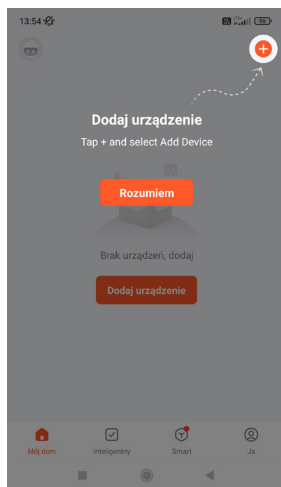 13:54
Dodaj urządzenie
Tap + and select Add Device
Rozumiem
Brak urządzeń, dodaj
Dodaj urządzenie
Mój dom
Inteligentny
Smart
Ja